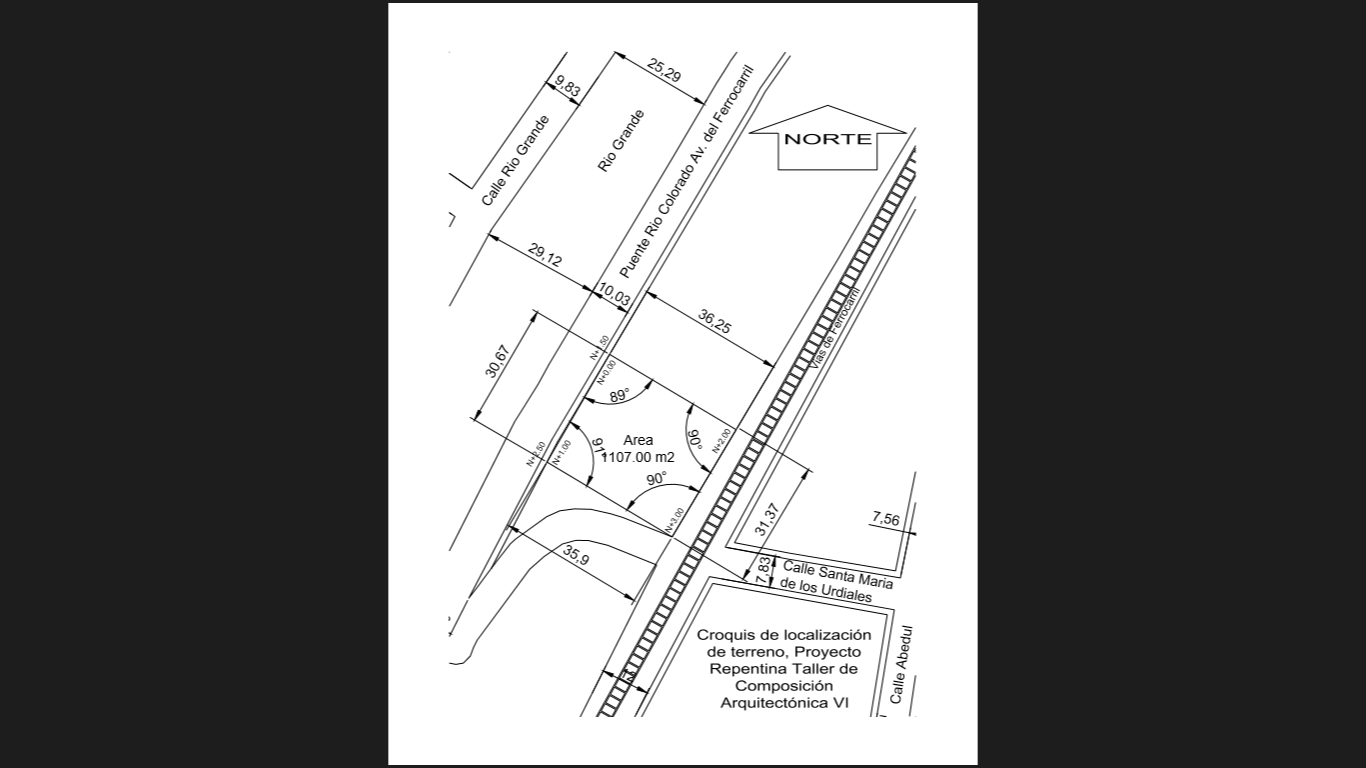 25,29
9,83
NORTE
Rio Grande
Calle Rio Grande
Puente Rio Colorado Av. del Ferrocarril
29,12
10,03
36,25
Vias de Ferrocarril
30,67
N+1.50
N+0.00
89°
90°
N+2.00
91°
Area
1107.00 m2
N+2.50
N+1.00
90°
N+3.00
31,37
7,56
35,9
7,83
Calle Santa Maria
de los Urdiales
Croquis de localización
de terreno, Proyecto
Repentina Taller de
Composición
Arquitectónica VI
Calle Abedul